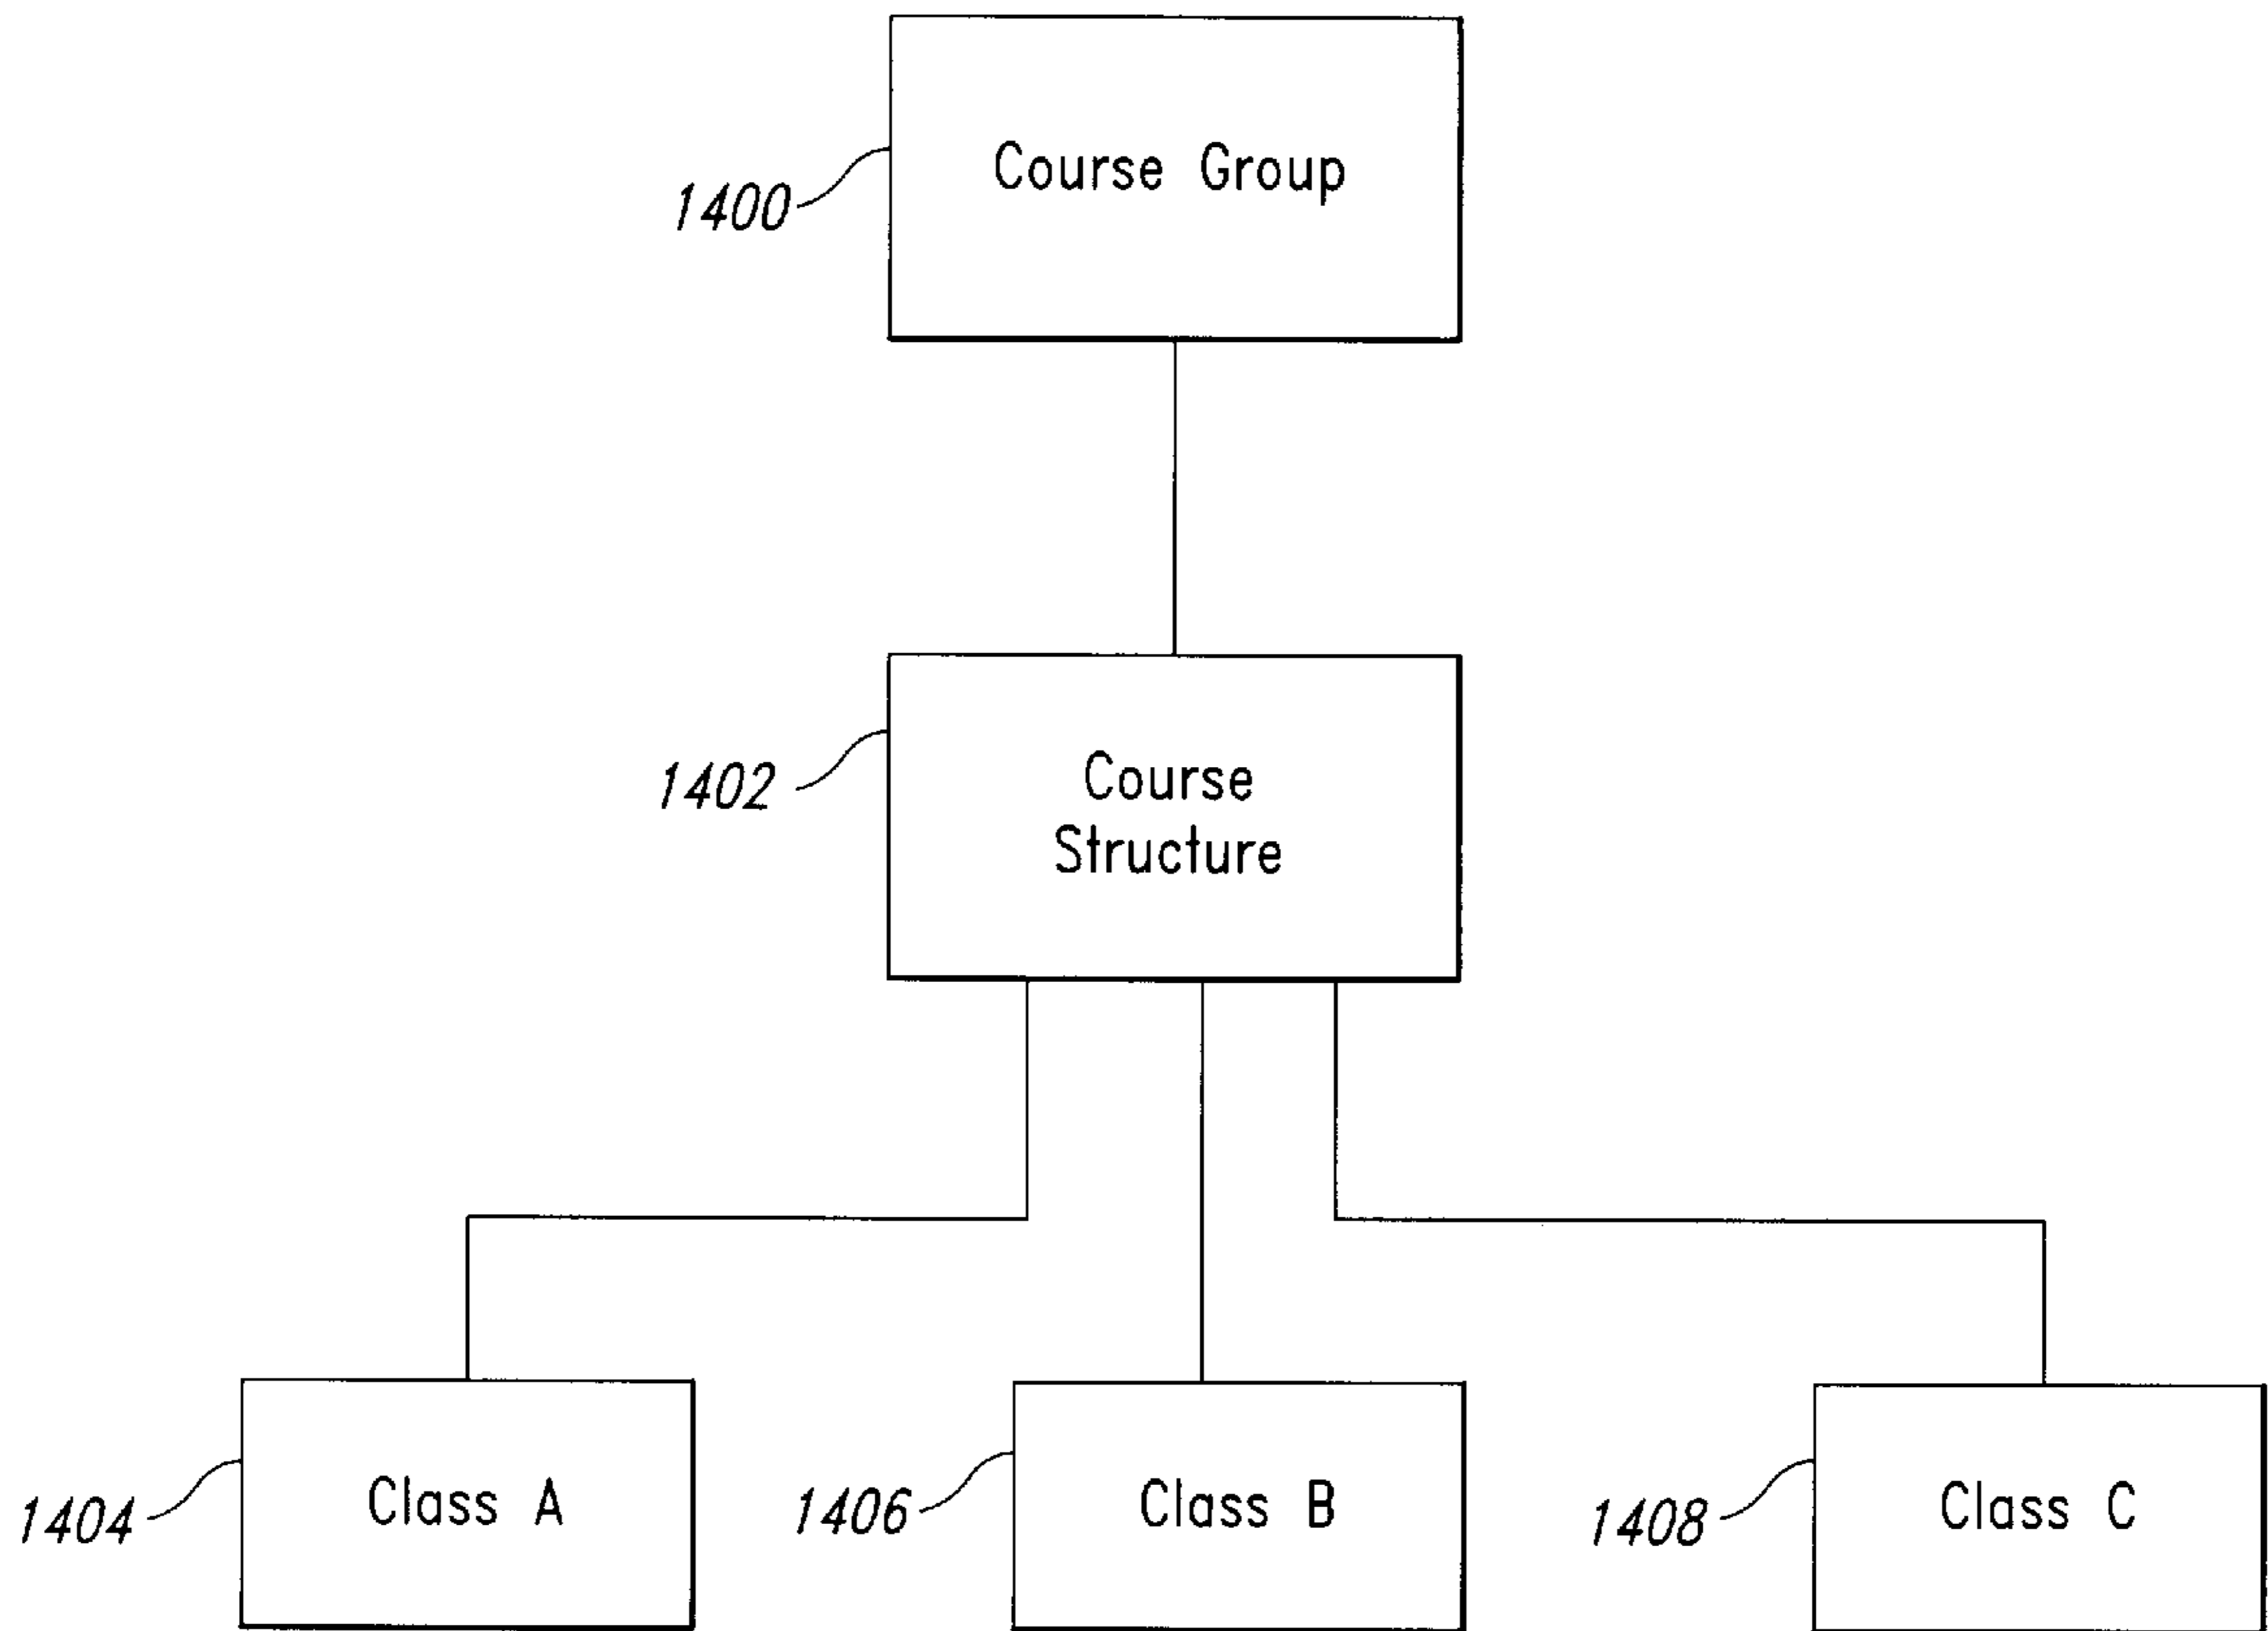 Course Group
1400
Course
Structure
1402
Class A
1404
Class B
1406
Class C
1408